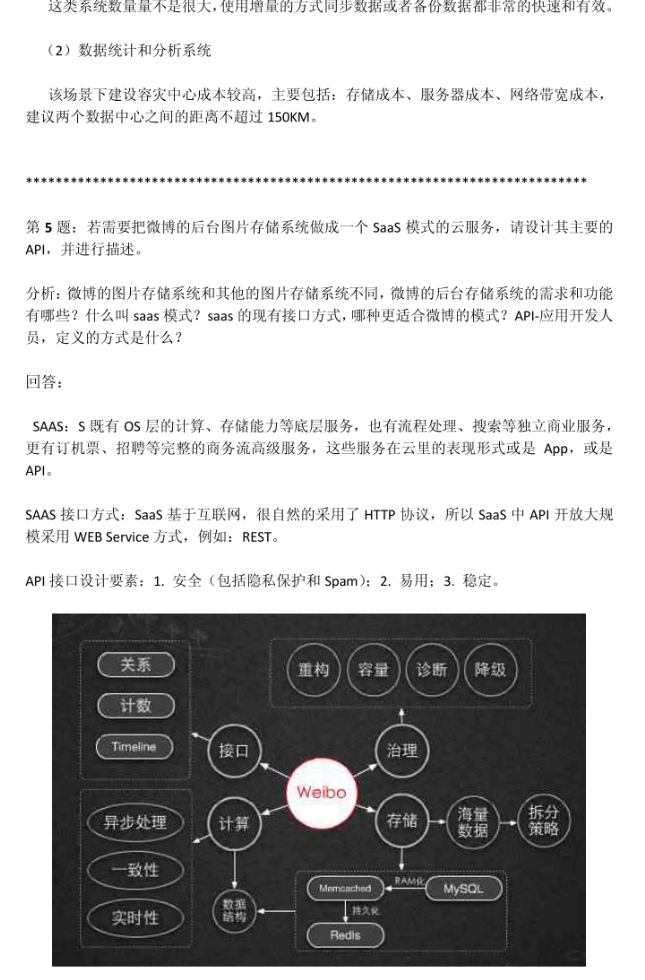 这类系统数量量不是很大，使用增量的方式同步数据或者备份数据都非常的快速和有效。
（2）数据统计和分析系统
该场景下建设容灾中心成本较高，主要包括：存储成本、服务器成本、网络带宽成本，
建议两个数据中心之间的距离不超过 150KM。
******************************************************************************
第 5 题：若需要把微博的后台图片存储系统做成一个 SaaS 模式的云服务，请设计其主要的
API，并进行描述。
分析：微博的图片存储系统和其他的图片存储系统不同，微博的后台存储系统的需求和功能
有哪些？什么叫 saas 模式？saas 的现有接口方式，哪种更适合微博的模式？API-应用开发人
员，定义的方式是什么？
回答：
SAAS：S 既有 OS 层的计算、存储能力等底层服务，也有流程处理、搜索等独立商业服务，
更有订机票、招聘等完整的商务流高级服务，这些服务在云里的表现形式或是 App，或是
API。
SAAS 接口方式：SaaS 基于互联网，很自然的采用了 HTTP 协议，所以 SaaS 中 API 开放大规
模采用 WEB Service 方式，例如：REST。
API 接口设计要素：1. 安全（包括隐私保护和 Spam）；2. 易用；3. 稳定。
关系
计数
Timeline
重构 容量 诊断 降级
接口
治理
Weibo
异步处理
一致性
实时性
计算
存储
海量
数据
拆分
策略
数据
结构
Memcached
RAM化
MySQL
持久化
Redis